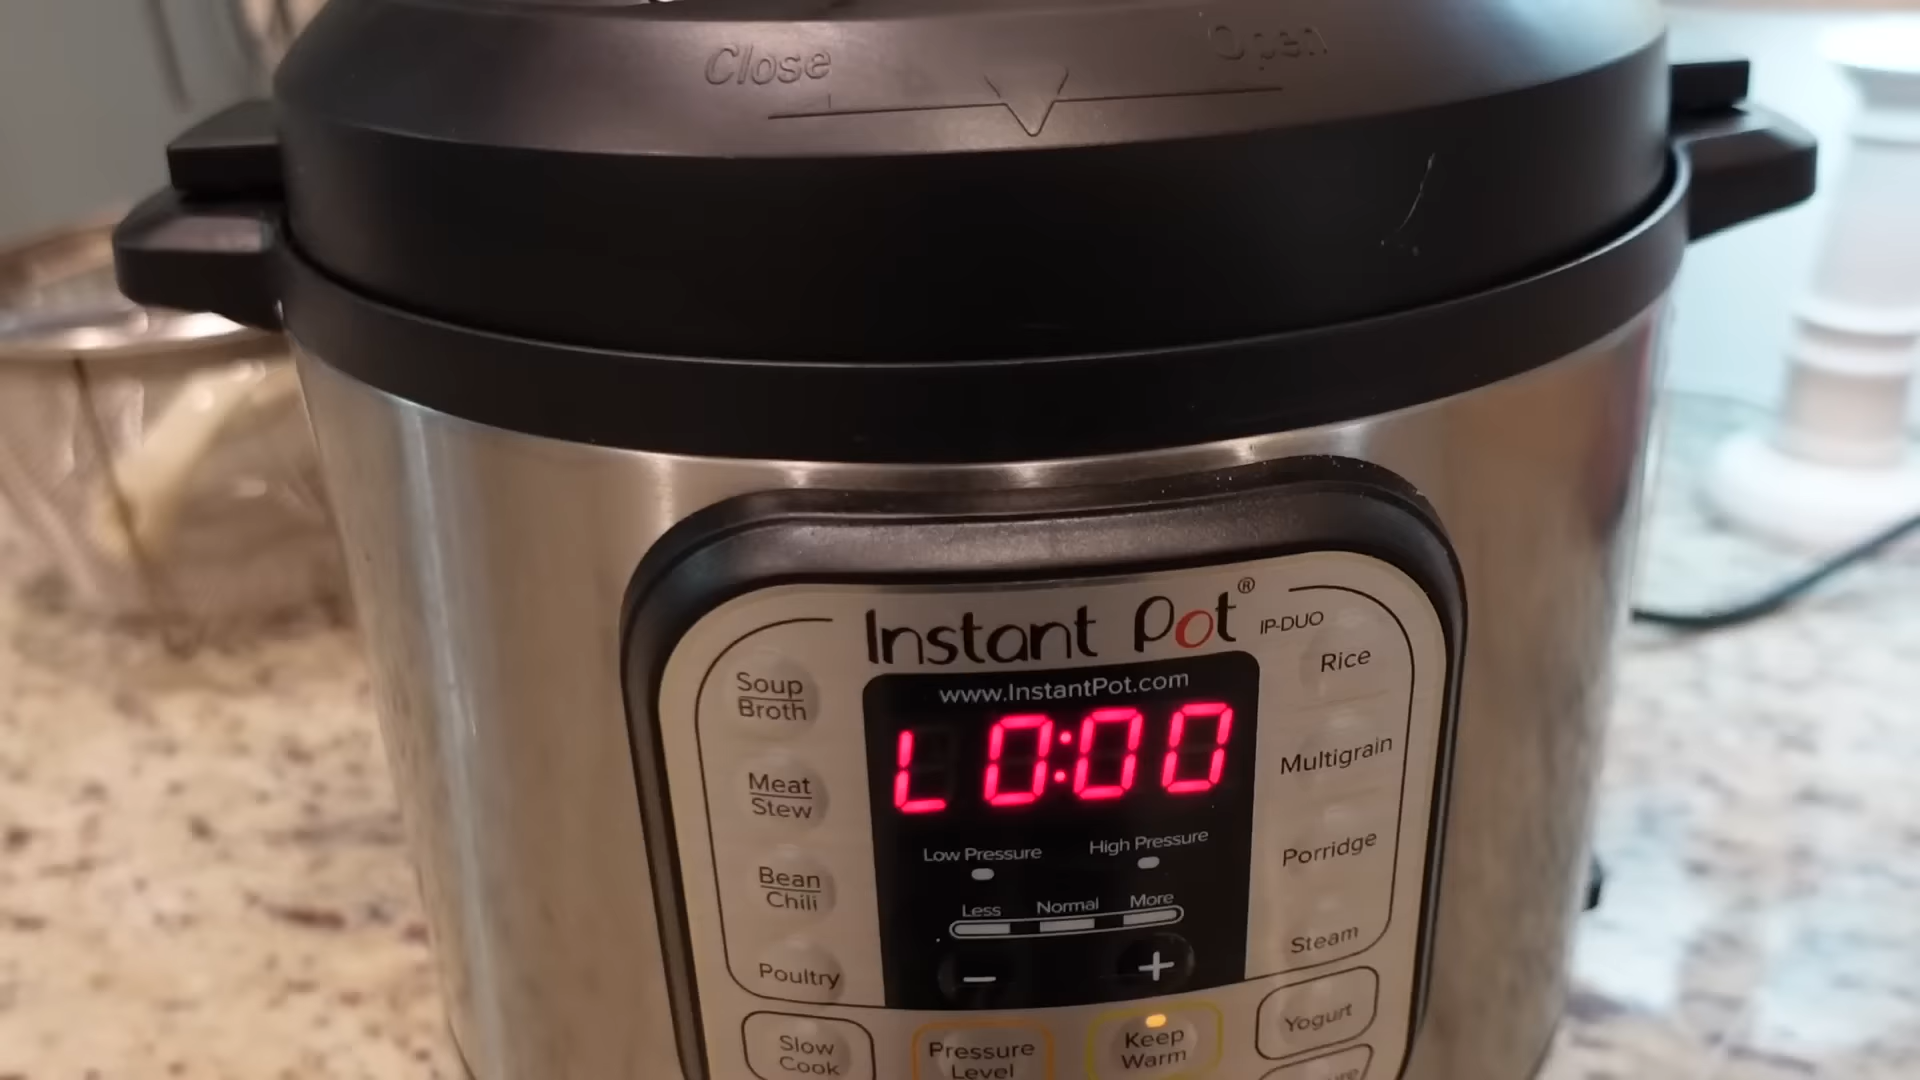 Close
Open
Instant Pot® IP-DUO
www.InstantPot.com
L0:00
Low Pressure
High Pressure
Less
Normal
More
−
+
Soup
Broth
Meat
Stew
Bean
Chili
Poultry
Rice
Multigrain
Porridge
Steam
Slow
Cook
Pressure
Level
Keep
Warm
Yogurt